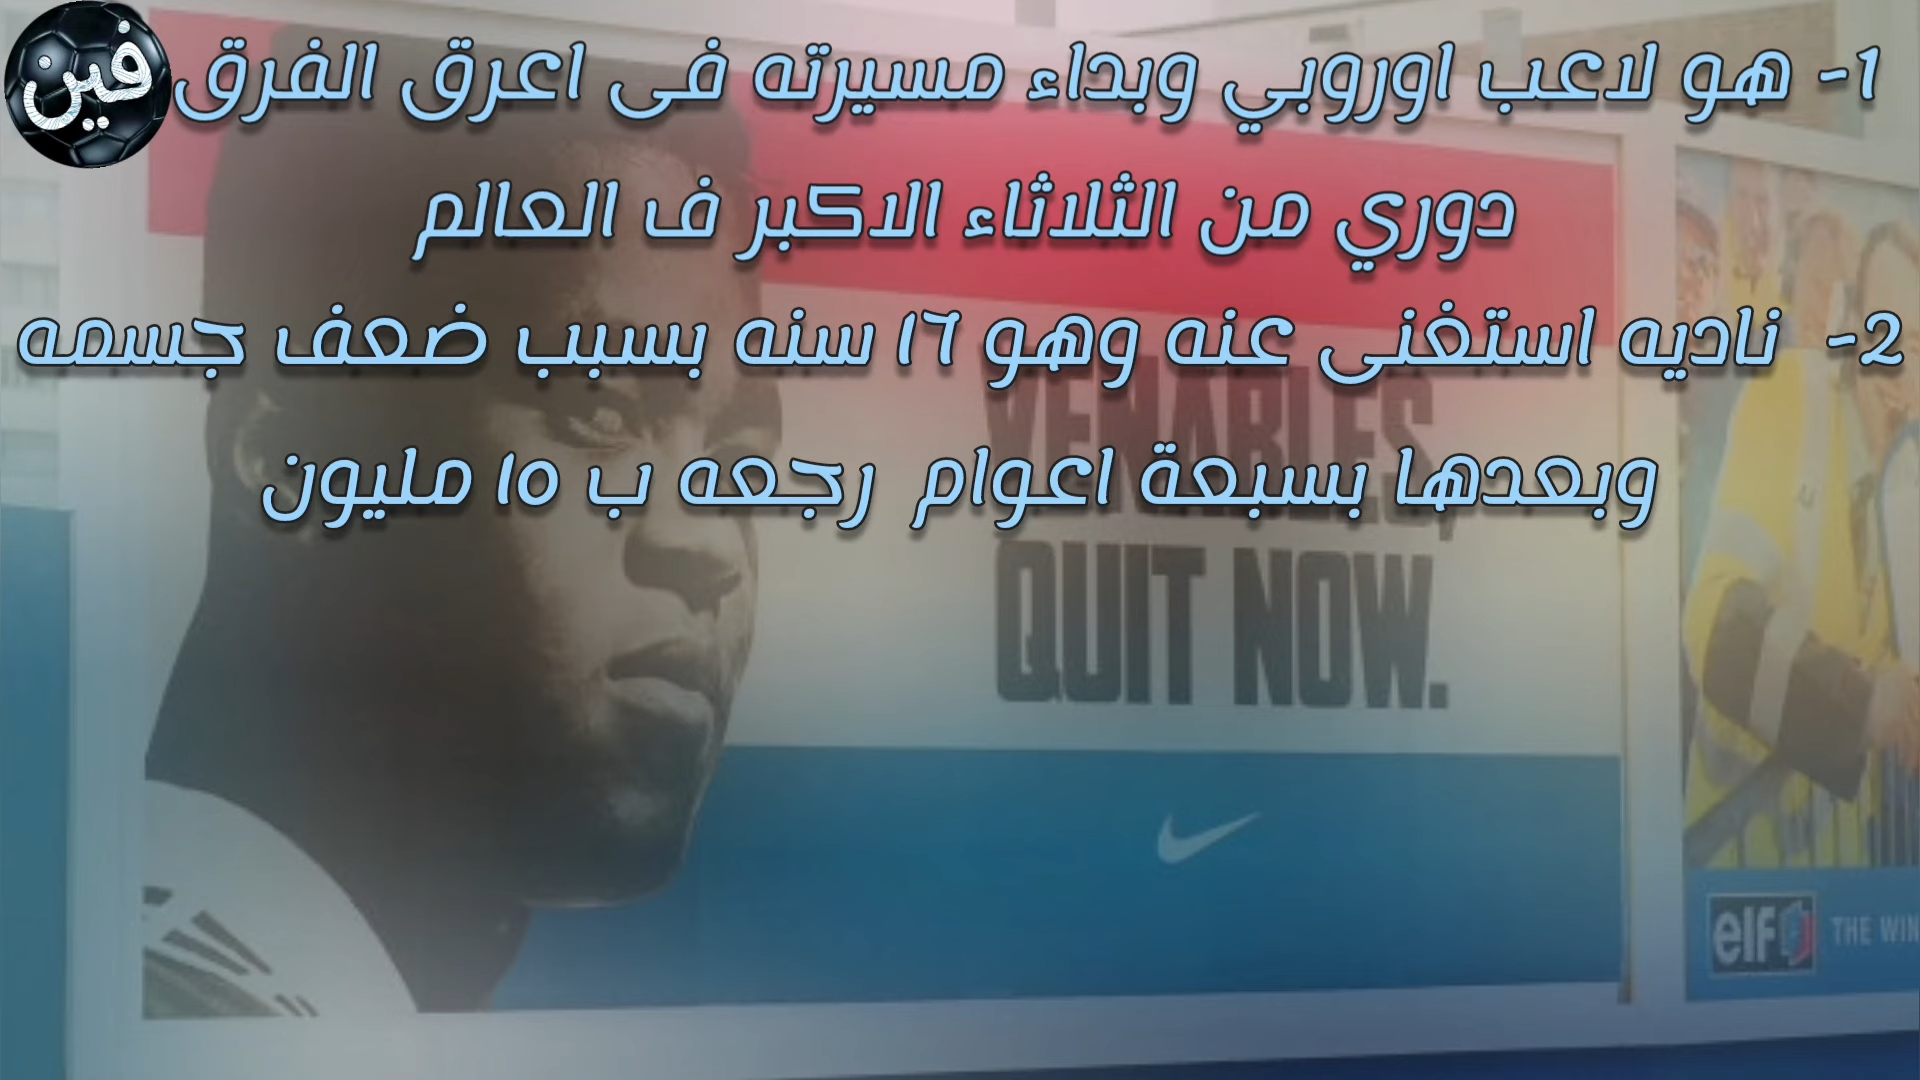 فين
1- هو لاعب اوروبي وبداء مسيرته فى اعرق الفرق
دوري من الثلاثاء الاكبر ف العالم
2- ناديه استغنى عنه وهو ١٦ سنه بسبب ضعف جسمه
وبعدها بسبعة اعوام رجعه ب ١٥ مليون
VENABLES,
QUIT NOW.
elf
THE WIN